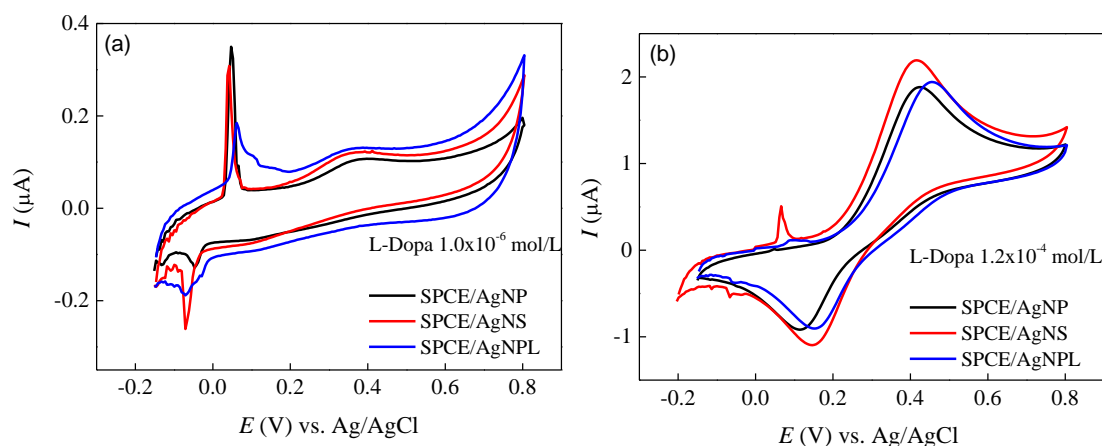 (a)
0.4
0.2
0.0
-0.2
I (μA)
L-Dopa 1.0x10⁻⁶ mol/L
SPCE/AgNP
SPCE/AgNS
SPCE/AgNPL
-0.2 0.0 0.2 0.4 0.6 0.8
E (V) vs. Ag/AgCl
(b)
2
1
0
-1
I (μA)
L-Dopa 1.2x10⁻⁴ mol/L
SPCE/AgNP
SPCE/AgNS
SPCE/AgNPL
-0.2 0.0 0.2 0.4 0.6 0.8
E (V) vs. Ag/AgCl